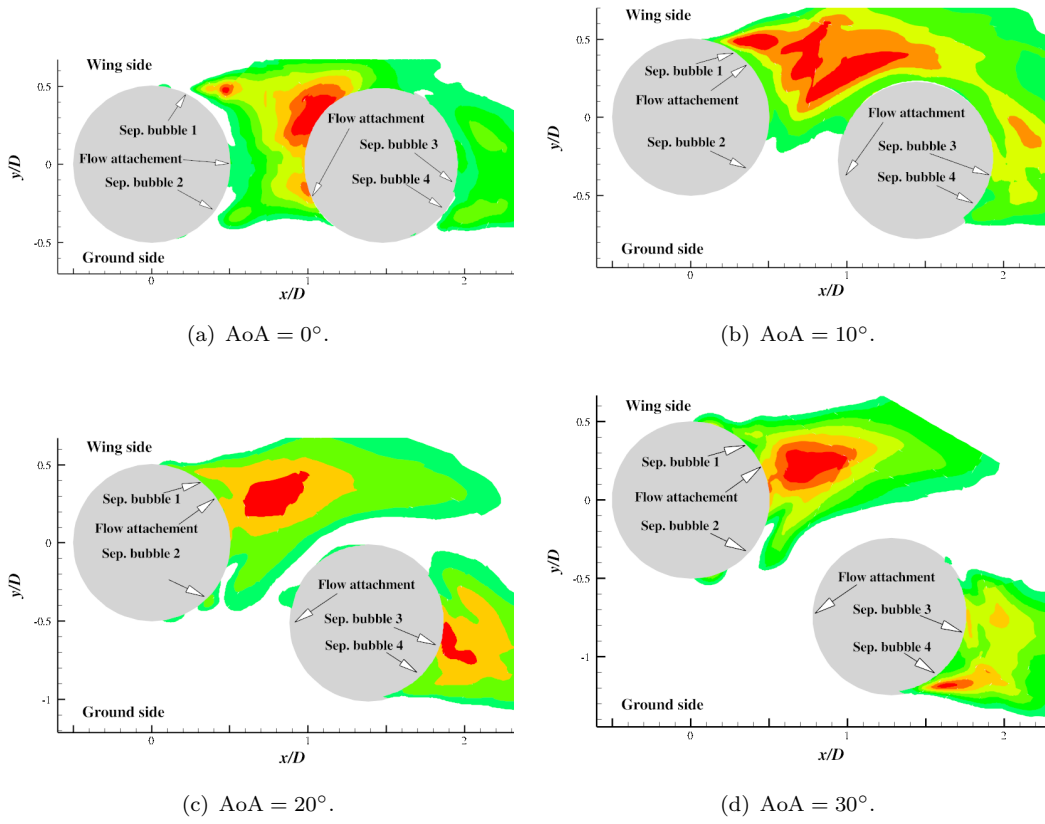 Wing side
Sep. bubble 1
Flow attachement
Sep. bubble 2
Flow attachment
Sep. bubble 3
Sep. bubble 4
Ground side
y/D
0.5
0
-0.5
0
1
2
x/D
(a) AoA = 0°.
Wing side
Sep. bubble 1
Flow attachement
Sep. bubble 2
Flow attachment
Sep. bubble 3
Sep. bubble 4
Ground side
y/D
0.5
0
-0.5
0
1
2
x/D
(b) AoA = 10°.
Wing side
Sep. bubble 1
Flow attachement
Sep. bubble 2
Flow attachment
Sep. bubble 3
Sep. bubble 4
Ground side
y/D
0.5
0
-0.5
-1
0
1
2
x/D
(c) AoA = 20°.
Wing side
Sep. bubble 1
Flow attachement
Sep. bubble 2
Flow attachment
Sep. bubble 3
Sep. bubble 4
Ground side
y/D
0.5
0
-0.5
-1
0
1
2
x/D
(d) AoA = 30°.